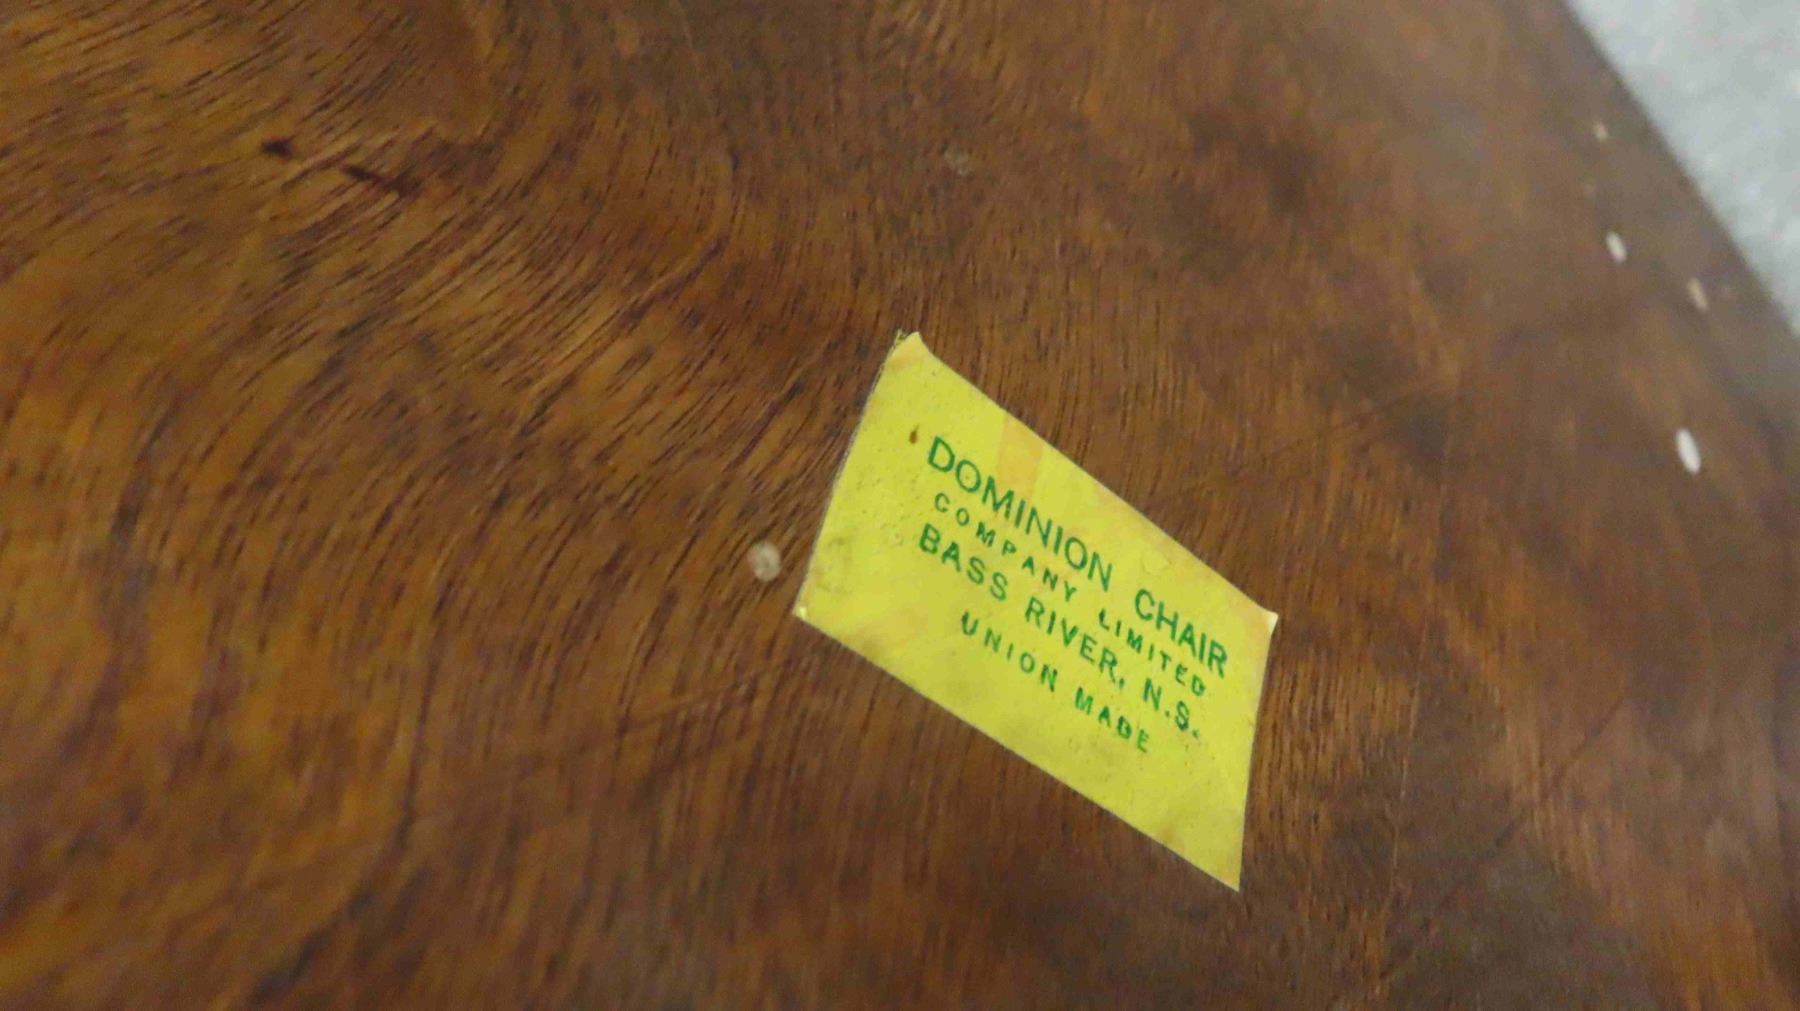 DOMINION CHAIR
COMPANY LIMITED
BASS RIVER, N.S.
UNION MADE